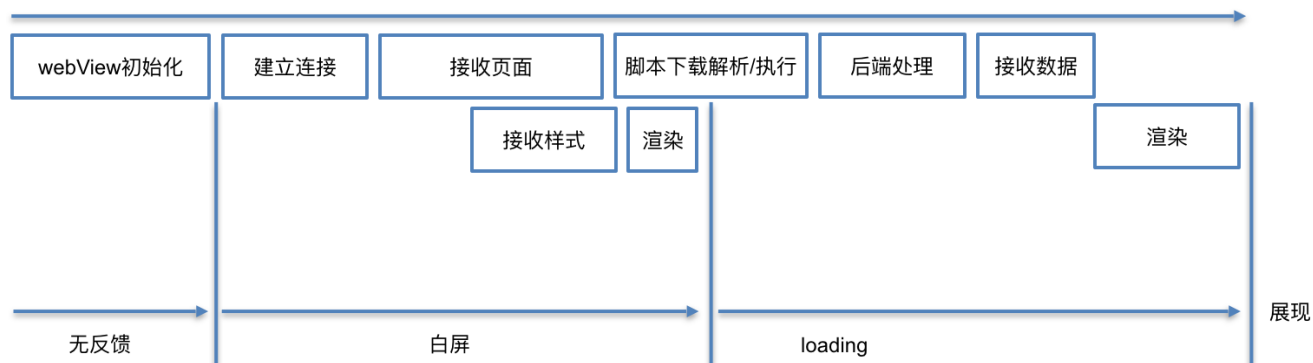 webView初始化
建立连接
接收页面
脚本下载解析/执行
后端处理
接收数据
接收样式
渲染
渲染
无反馈
白屏
loading
展现